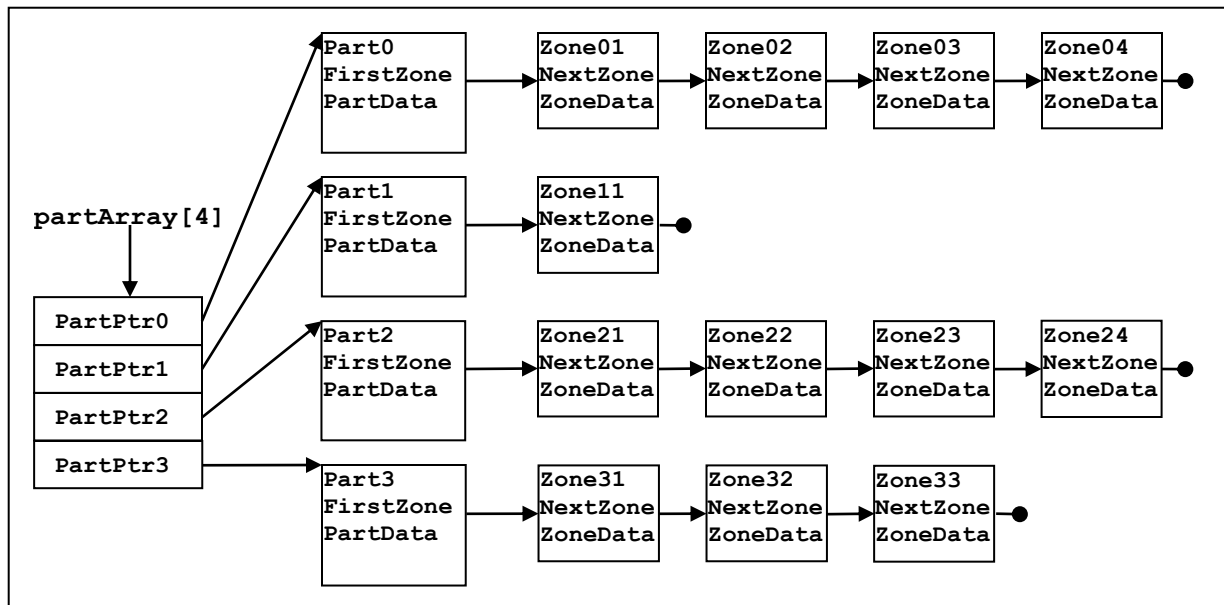 Part0
FirstZone
PartData
Zone01
NextZone
ZoneData
Zone02
NextZone
ZoneData
Zone03
NextZone
ZoneData
Zone04
NextZone
ZoneData
Part1
FirstZone
PartData
Zone11
NextZone
ZoneData
partArray[4]
PartPtr0
PartPtr1
PartPtr2
PartPtr3
Part2
FirstZone
PartData
Zone21
NextZone
ZoneData
Zone22
NextZone
ZoneData
Zone23
NextZone
ZoneData
Zone24
NextZone
ZoneData
Part3
FirstZone
PartData
Zone31
NextZone
ZoneData
Zone32
NextZone
ZoneData
Zone33
NextZone
ZoneData